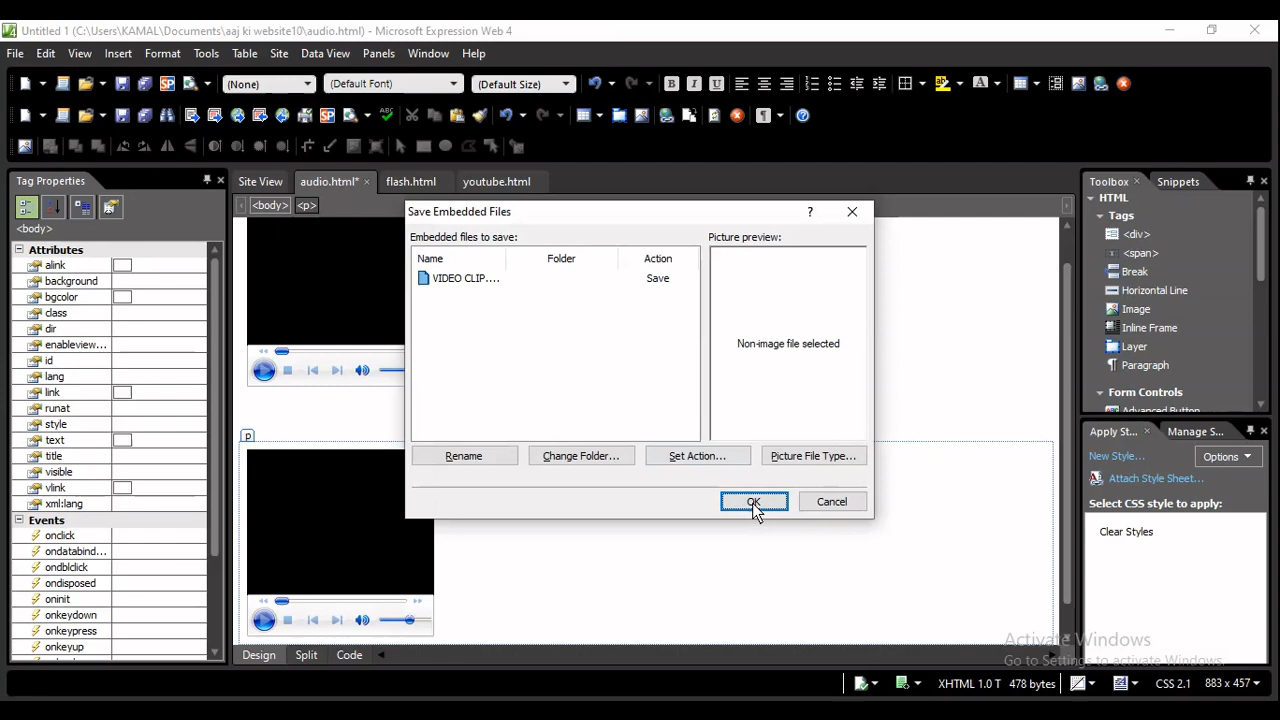 Untitled 1 (C:\Users\KAMAL\Documents\aaj ki website10\audio.html) - Microsoft Expression Web 4
File Edit View Insert Format Tools Table Site Data View Panels Window Help
(None) (Default Font) (Default Size)
Tag Properties
<body>
Attributes
alink
background
bgcolor
class
dir
enableview...
id
lang
link
runat
style
text
title
visible
vlink
xml:lang
Events
onclick
ondatabind...
ondblclick
ondisposed
oninit
onkeydown
onkeypress
onkeyup
Site View audio.html* flash.html youtube.html
<body> <p>
p
Design Split Code
Save Embedded Files
Embedded files to save:
Name Folder Action
VIDEO CLIP.... Save
Picture preview:
Non-image file selected
Rename Change Folder... Set Action... Picture File Type...
OK Cancel
Toolbox Snippets
HTML
Tags
<div>
<span>
Break
Horizontal Line
Image
Inline Frame
Layer
Paragraph
Form Controls
Advanced Button
Apply St... Manage S...
New Style... Options
Attach Style Sheet...
Select CSS style to apply:
Clear Styles
Activate Windows
Go to Settings to activate Windows.
XHTML 1.0 T 478 bytes CSS 2.1 883 x 457